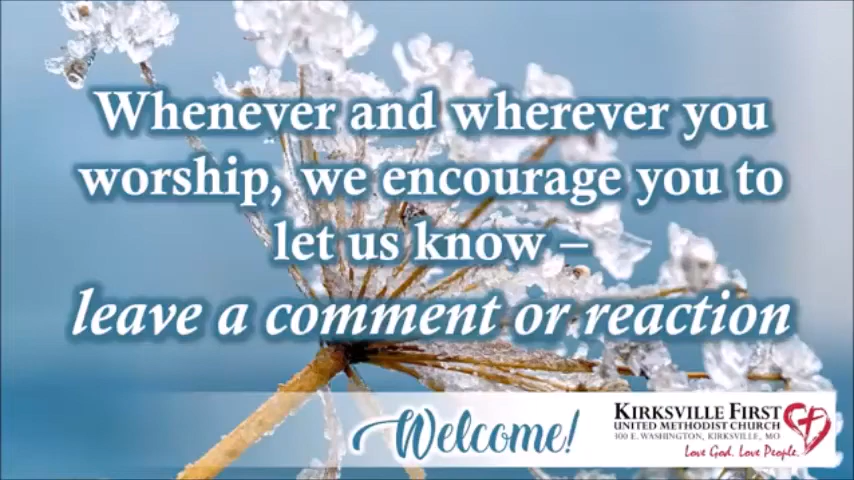 Whenever and wherever you
worship, we encourage you to
let us know –
leave a comment or reaction
Welcome!
KIRKSVILLE FIRST
UNITED METHODIST CHURCH
300 E. WASHINGTON, KIRKSVILLE, MO
Love God. Love People.